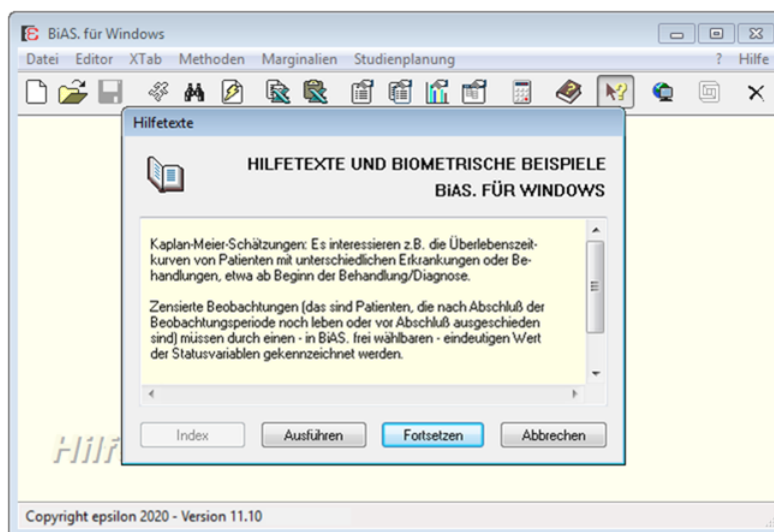 BiAS. für Windows
Datei Editor XTab Methoden Marginalien Studienplanung ? Hilfe
Hilfetexte
HILFETEXTE UND BIOMETRISCHE BEISPIELE
BiAS. FÜR WINDOWS
Kaplan-Meier-Schätzungen: Es interessieren z.B. die Überlebenszeit-
kurven von Patienten mit unterschiedlichen Erkrankungen oder Be-
handlungen, etwa ab Beginn der Behandlung/Diagnose.
Zensierte Beobachtungen (das sind Patienten, die nach Abschluß der
Beobachtungsperiode noch leben oder vor Abschluß ausgeschieden
sind) müssen durch einen - in BiAS. frei wählbaren - eindeutigen Wert
der Statusvariablen gekennzeichnet werden.
Index Ausführen Fortsetzen Abbrechen
Copyright epsilon 2020 - Version 11.10